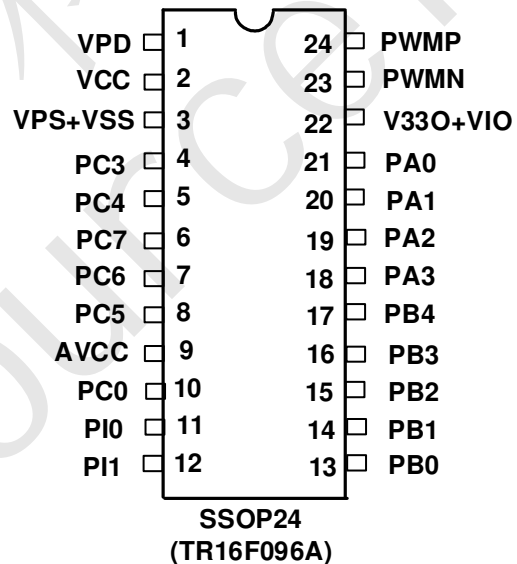 VPD 1 24 PWMP
VCC 2 23 PWMN
VPS+VSS 3 22 V33O+VIO
PC3 4 21 PA0
PC4 5 20 PA1
PC7 6 19 PA2
PC6 7 18 PA3
PC5 8 17 PB4
AVCC 9 16 PB3
PC0 10 15 PB2
PI0 11 14 PB1
PI1 12 13 PB0
SSOP24
(TR16F096A)